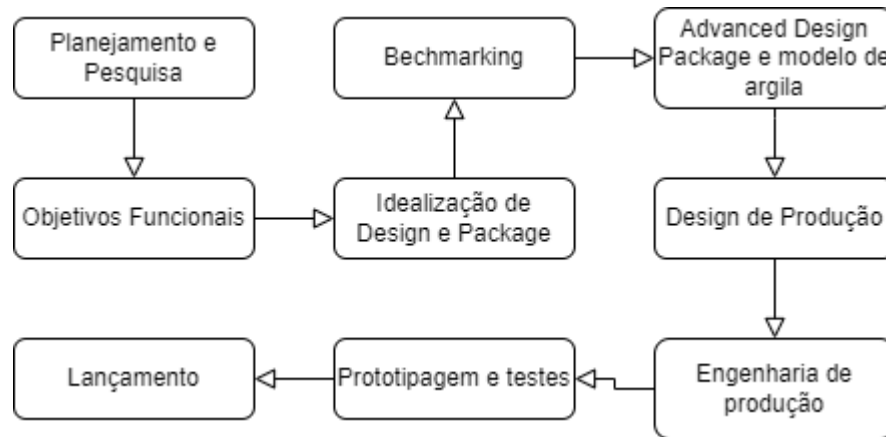 Planejamento e
Pesquisa
Objetivos Funcionais
Idealização de
Design e Package
Bechmarking
Advanced Design
Package e modelo de
argila
Design de Produção
Engenharia de
produção
Prototipagem e testes
Lançamento